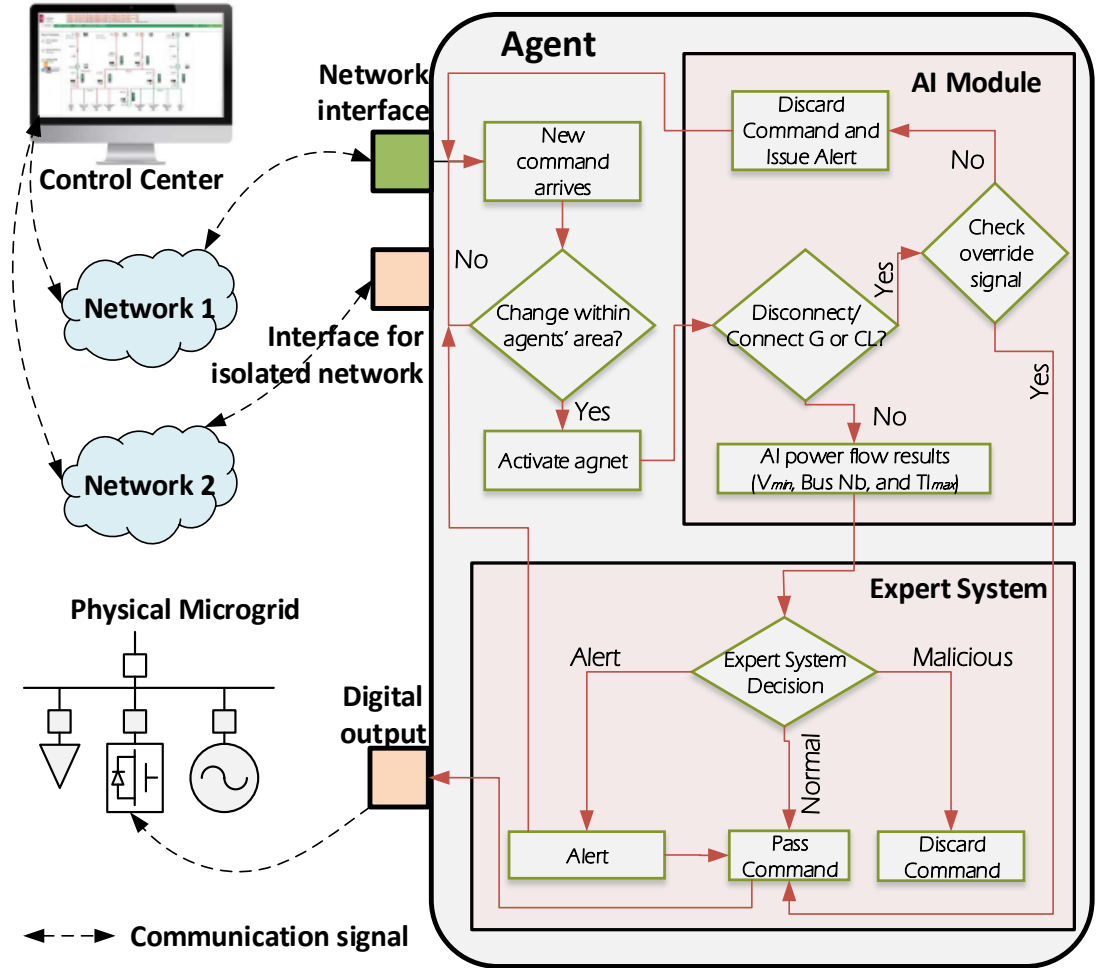 Agent
Network
interface
AI Module
Discard
Command and
Issue Alert
New
command
arrives
No
Control Center
Check
override
signal
No
Yes
Network 1
Change within
agents' area?
Disconnect/
Connect G or CL?
Interface for
isolated network
Yes
Yes
No
Activate agnet
AI power flow results
(Vmin, Bus Nb, and TImax)
Network 2
Expert System
Physical Microgrid
Alert
Expert System
Decision
Malicious
Digital
output
Normal
Alert
Pass
Command
Discard
Command
Communication signal